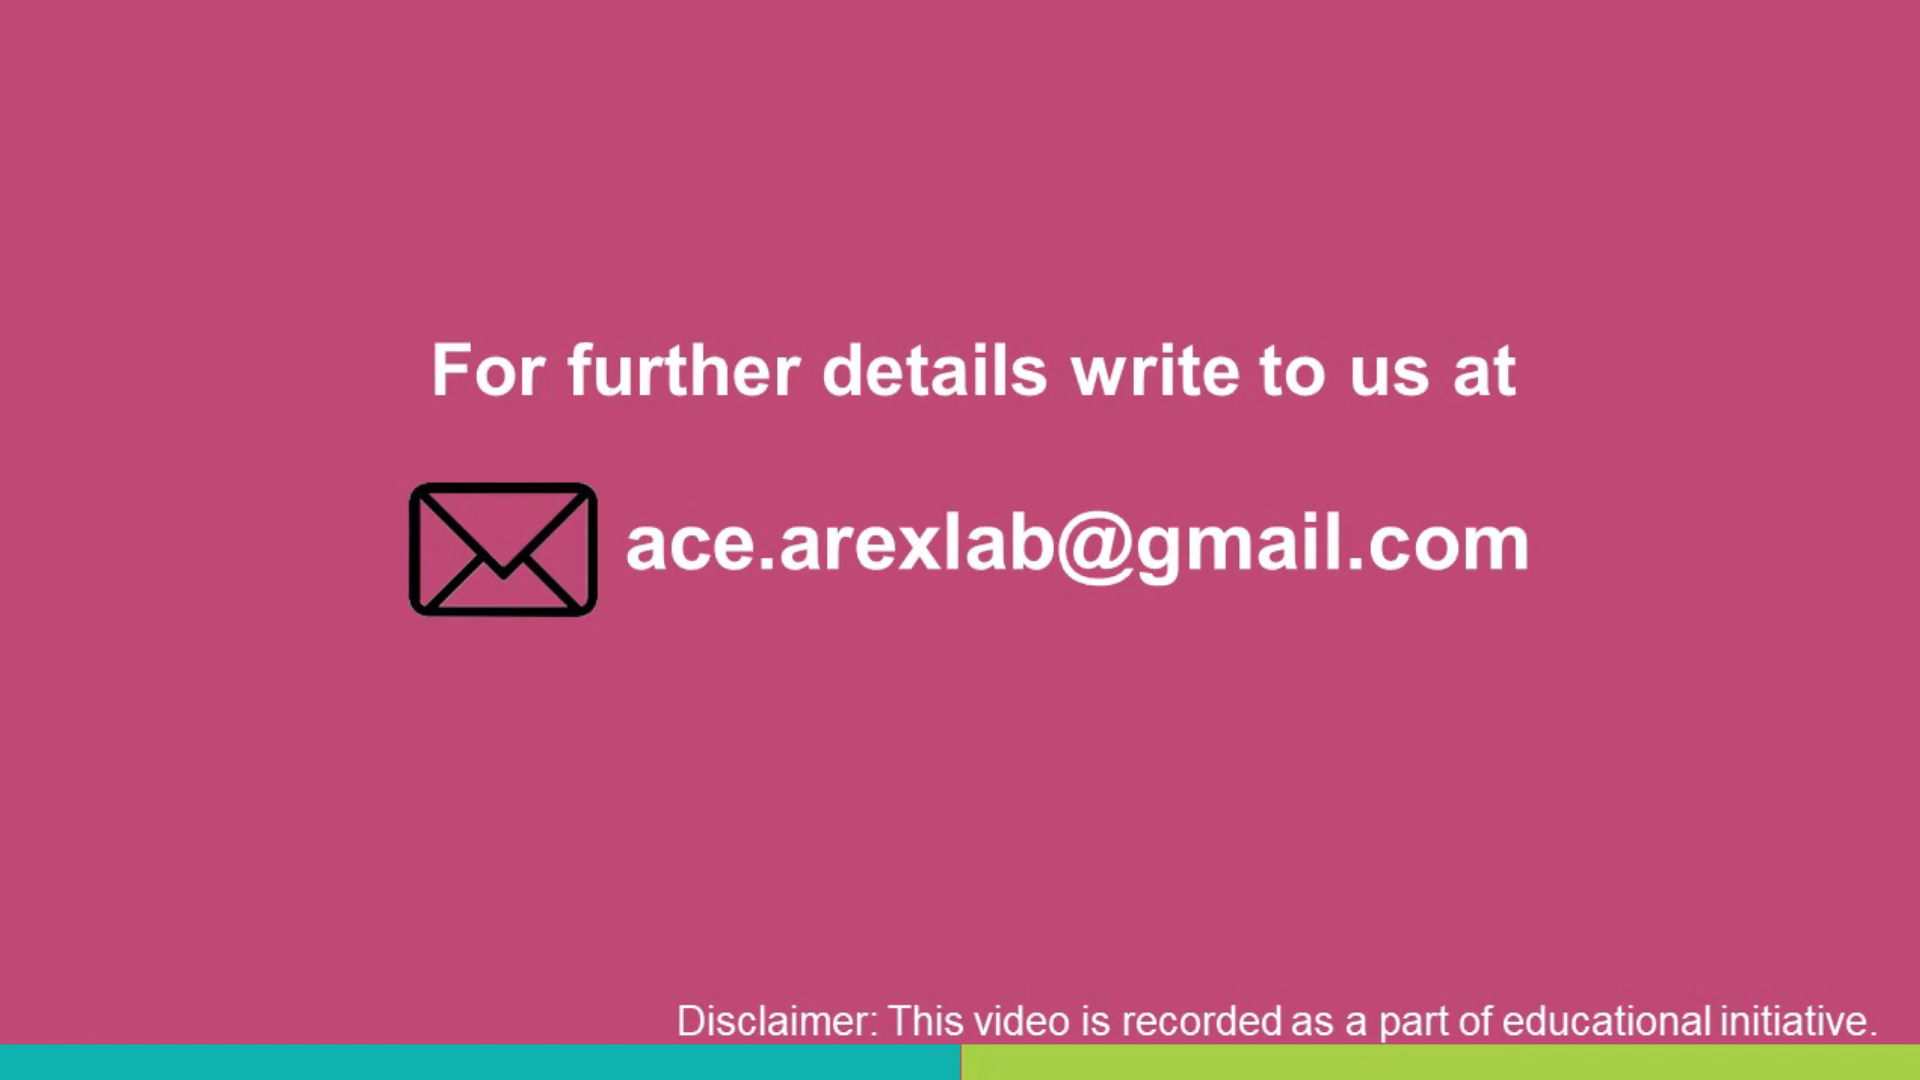 For further details write to us at
ace.arexlab@gmail.com
Disclaimer: This video is recorded as a part of educational initiative.